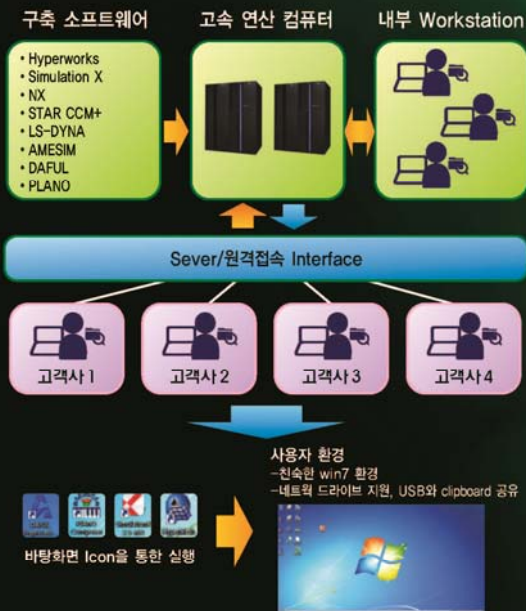 구축 소프트웨어
고속 연산 컴퓨터
내부 Workstation
• Hyperworks
• Simulation X
• NX
• STAR CCM+
• LS-DYNA
• AMESIM
• DAFUL
• PLANO
Sever/원격접속 Interface
고객사 1
고객사 2
고객사 3
고객사 4
사용자 환경
-친숙한 win7 환경
-네트웍 드라이브 지원, USB와 clipboard 공유
바탕화면 Icon을 통한 실행